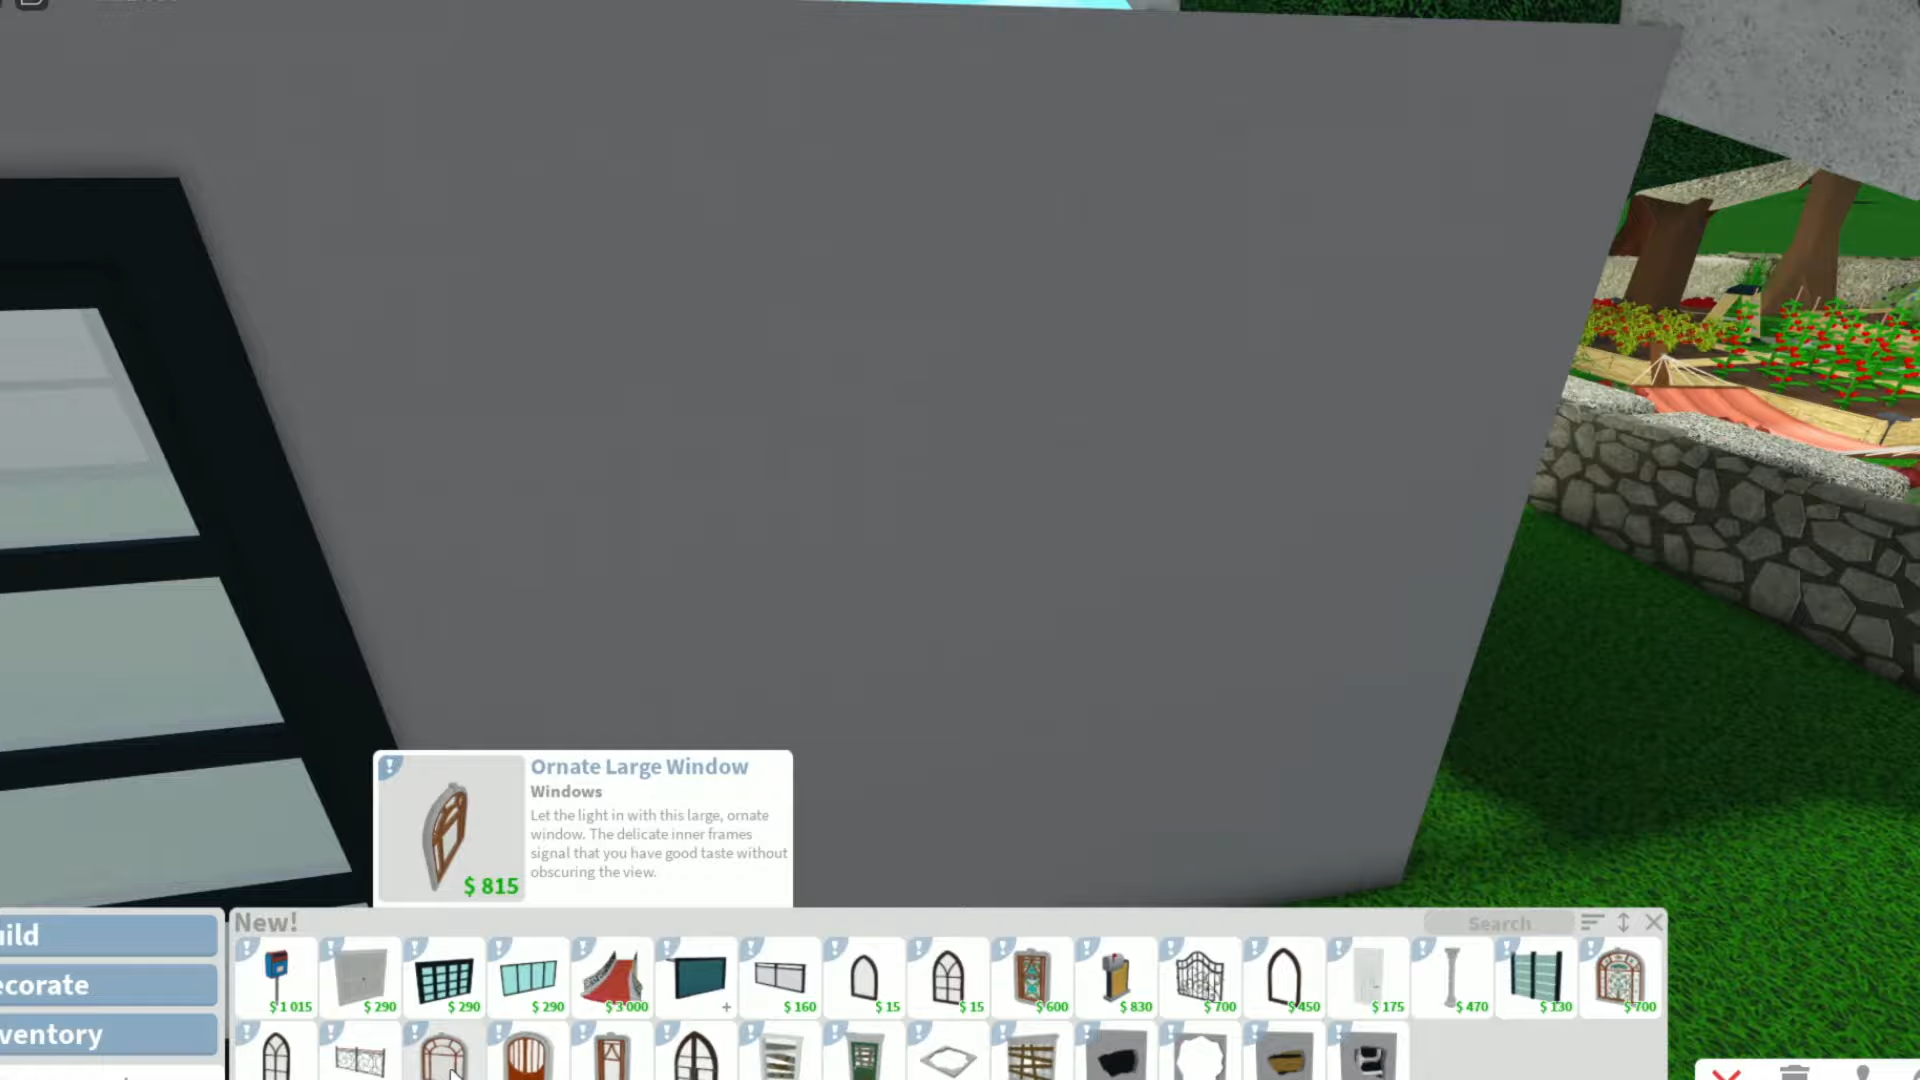 Ornate Large Window
Windows
Let the light in with this large, ornate
window. The delicate inner frames
signal that you have good taste without
obscuring the view.
$ 815
uild
ecorate
ventory
New!
Search
$ 1 015
$ 290
$ 290
$ 290
$ 3 000
+
$ 160
$ 15
$ 15
$ 600
$ 830
$ 700
$ 450
$ 175
$ 470
$ 130
$ 700